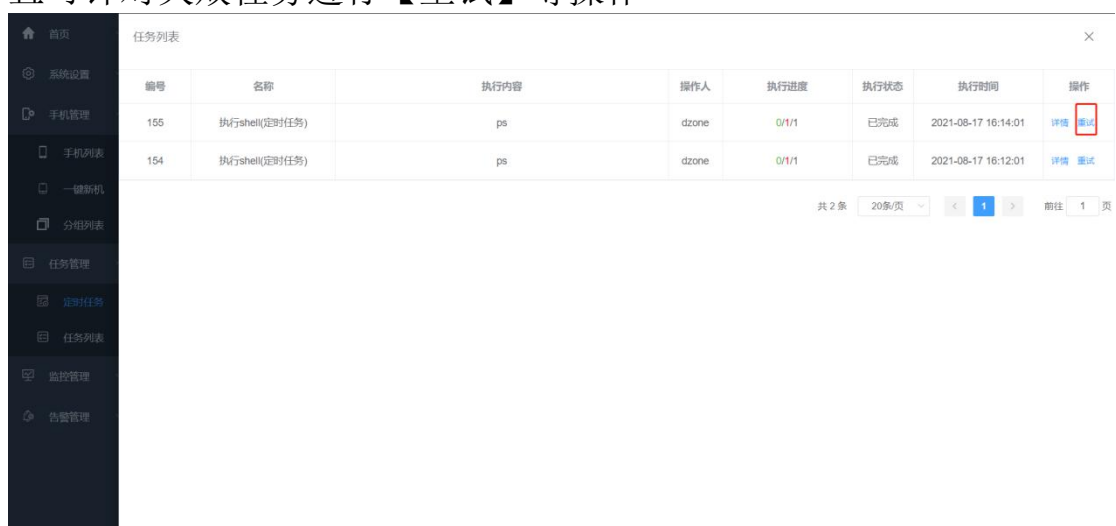 首页
系统设置
手机管理
手机列表
一键新机
分组列表
任务管理
定时任务
任务列表
监控管理
告警管理
任务列表
编号 名称 执行内容 操作人 执行进度 执行状态 执行时间 操作
155 执行shell(定时任务) ps dzone 0/1/1 已完成 2021-08-17 16:14:01 详情 重试
154 执行shell(定时任务) ps dzone 0/1/1 已完成 2021-08-17 16:12:01 详情 重试
共 2 条 20条/页 < 1 > 前往 1 页